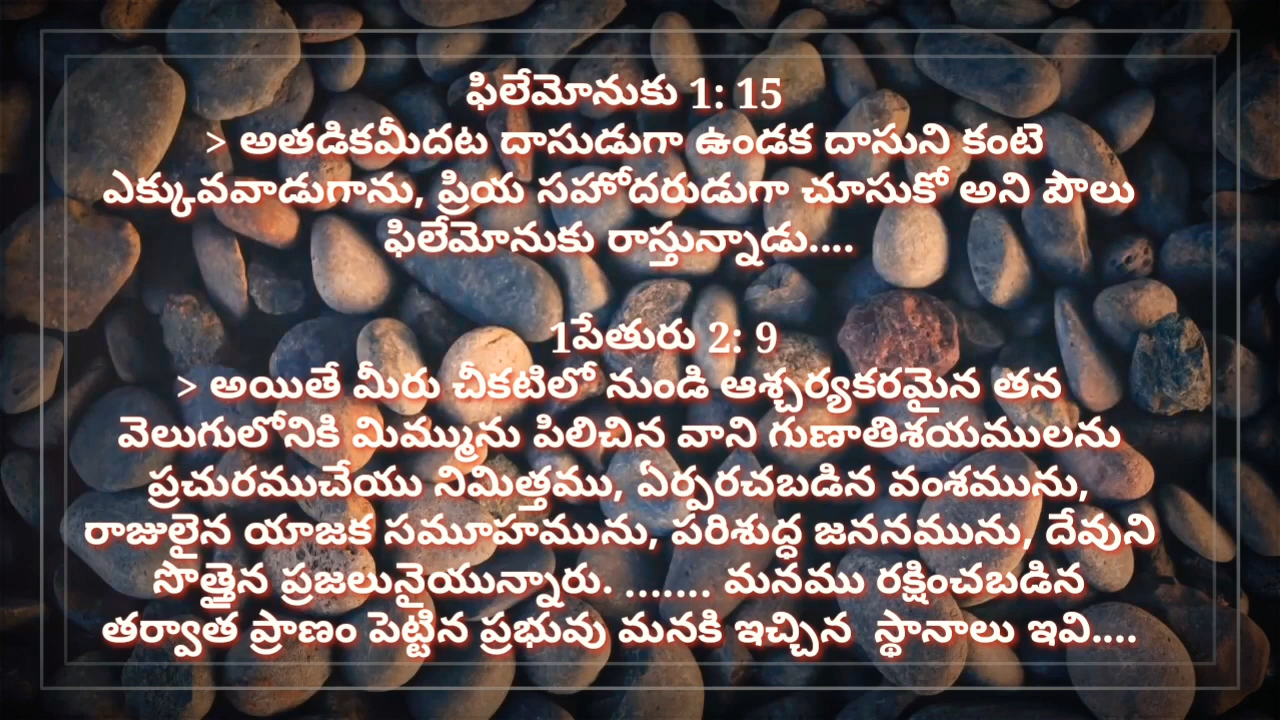 ఫిలేమోనుకు 1: 15
> అతడికమీదట దాసుడుగా ఉండక దాసుని కంటె
ఎక్కువవాడుగాను, ప్రియ సహోదరుడుగా చూసుకో అని పౌలు
ఫిలేమోనుకు రాస్తున్నాడు....
1పేతురు 2: 9
> అయితే మీరు చీకటిలో నుండి ఆశ్చర్యకరమైన తన
వెలుగులోనికి మిమ్మును పిలిచిన వాని గుణాతిశయములను
ప్రచురముచేయు నిమిత్తము, ఏర్పరచబడిన వంశమును,
రాజులైన యాజక సమూహమును, పరిశుద్ధ జననమును, దేవుని
సొత్తైన ప్రజలునైయున్నారు. ....... మనము రక్షించబడిన
తర్వాత ప్రాణం పెట్టిన ప్రభువు మనకి ఇచ్చిన స్థానాలు ఇవి....